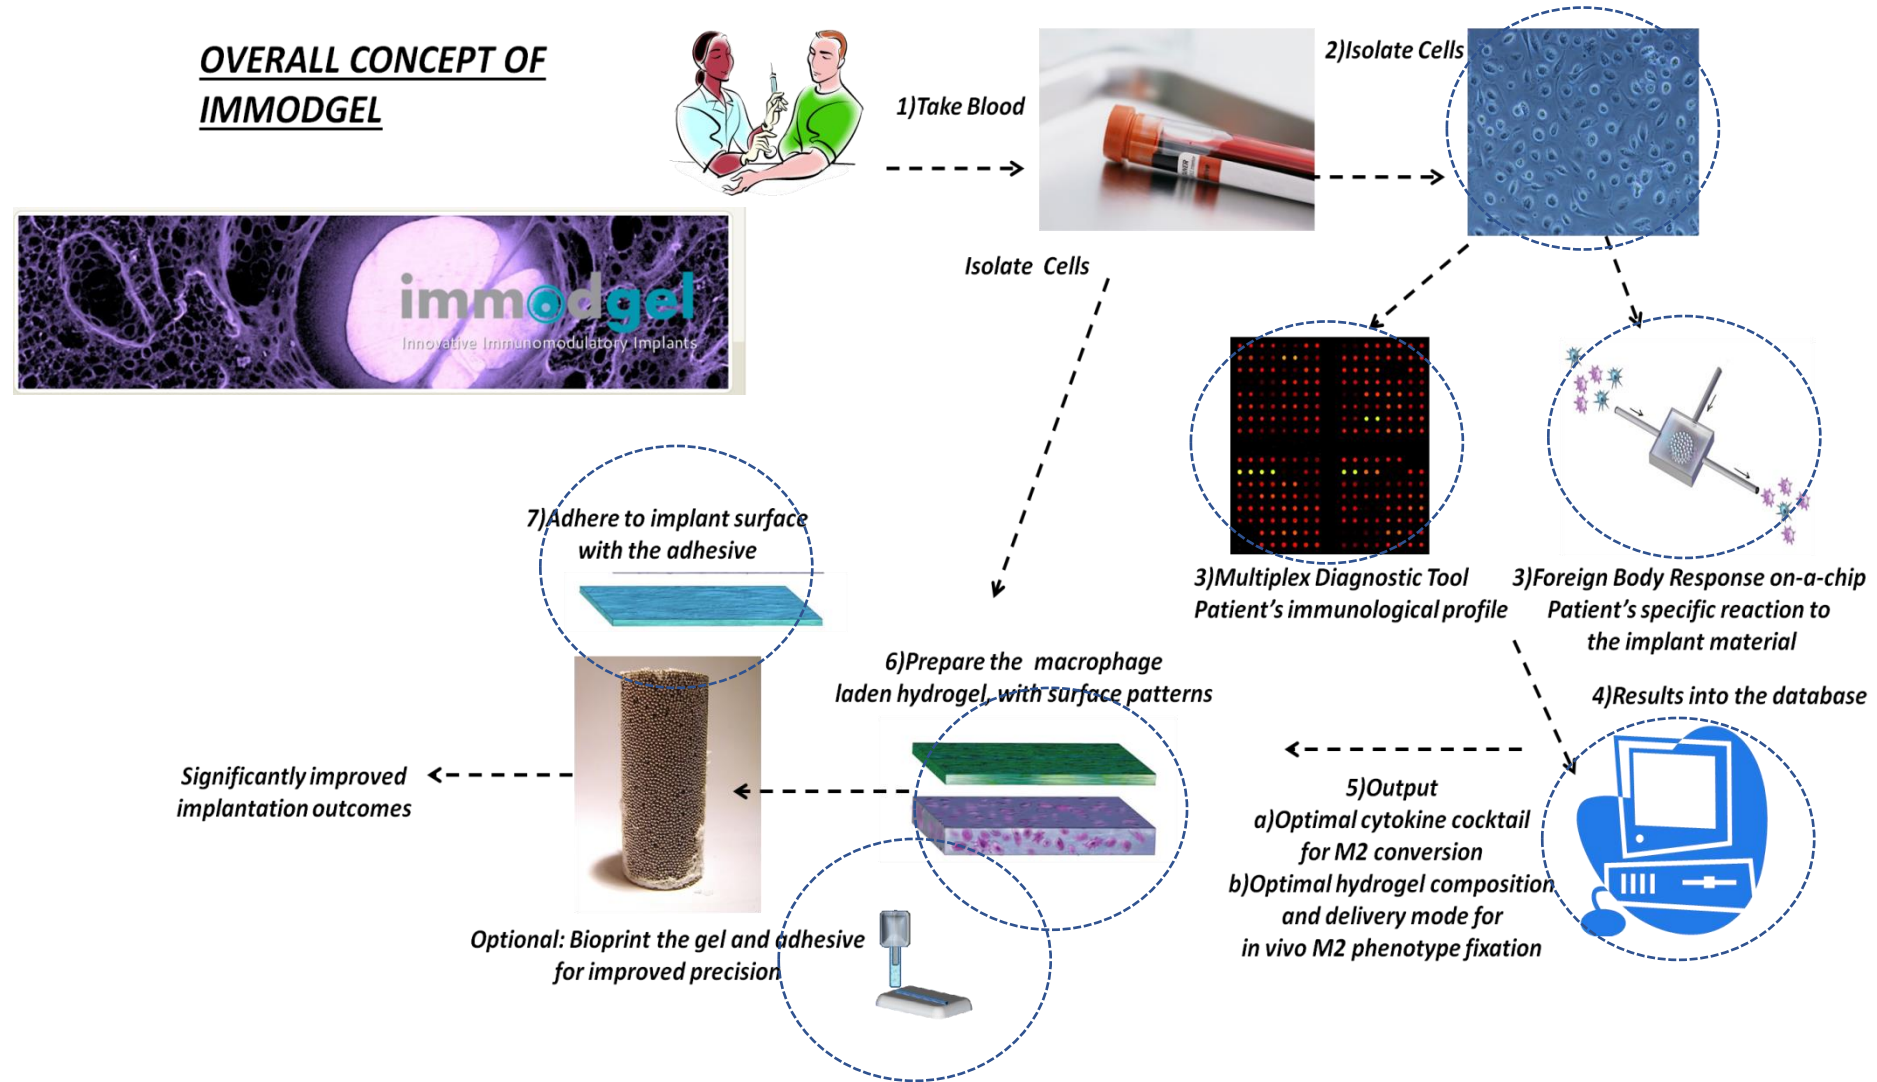 OVERALL CONCEPT OF
IMMODGEL
1)Take Blood
2)Isolate Cells
immodgel
Innovative Immunomodulatory Implants
Isolate Cells
3)Multiplex Diagnostic Tool
Patient's immunological profile
3)Foreign Body Response on-a-chip
Patient's specific reaction to
the implant material
4)Results into the database
5)Output
a)Optimal cytokine cocktail
for M2 conversion
b)Optimal hydrogel composition
and delivery mode for
in vivo M2 phenotype fixation
6)Prepare the macrophage
laden hydrogel, with surface patterns
7)Adhere to implant surface
with the adhesive
Optional: Bioprint the gel and adhesive
for improved precision
Significantly improved
implantation outcomes